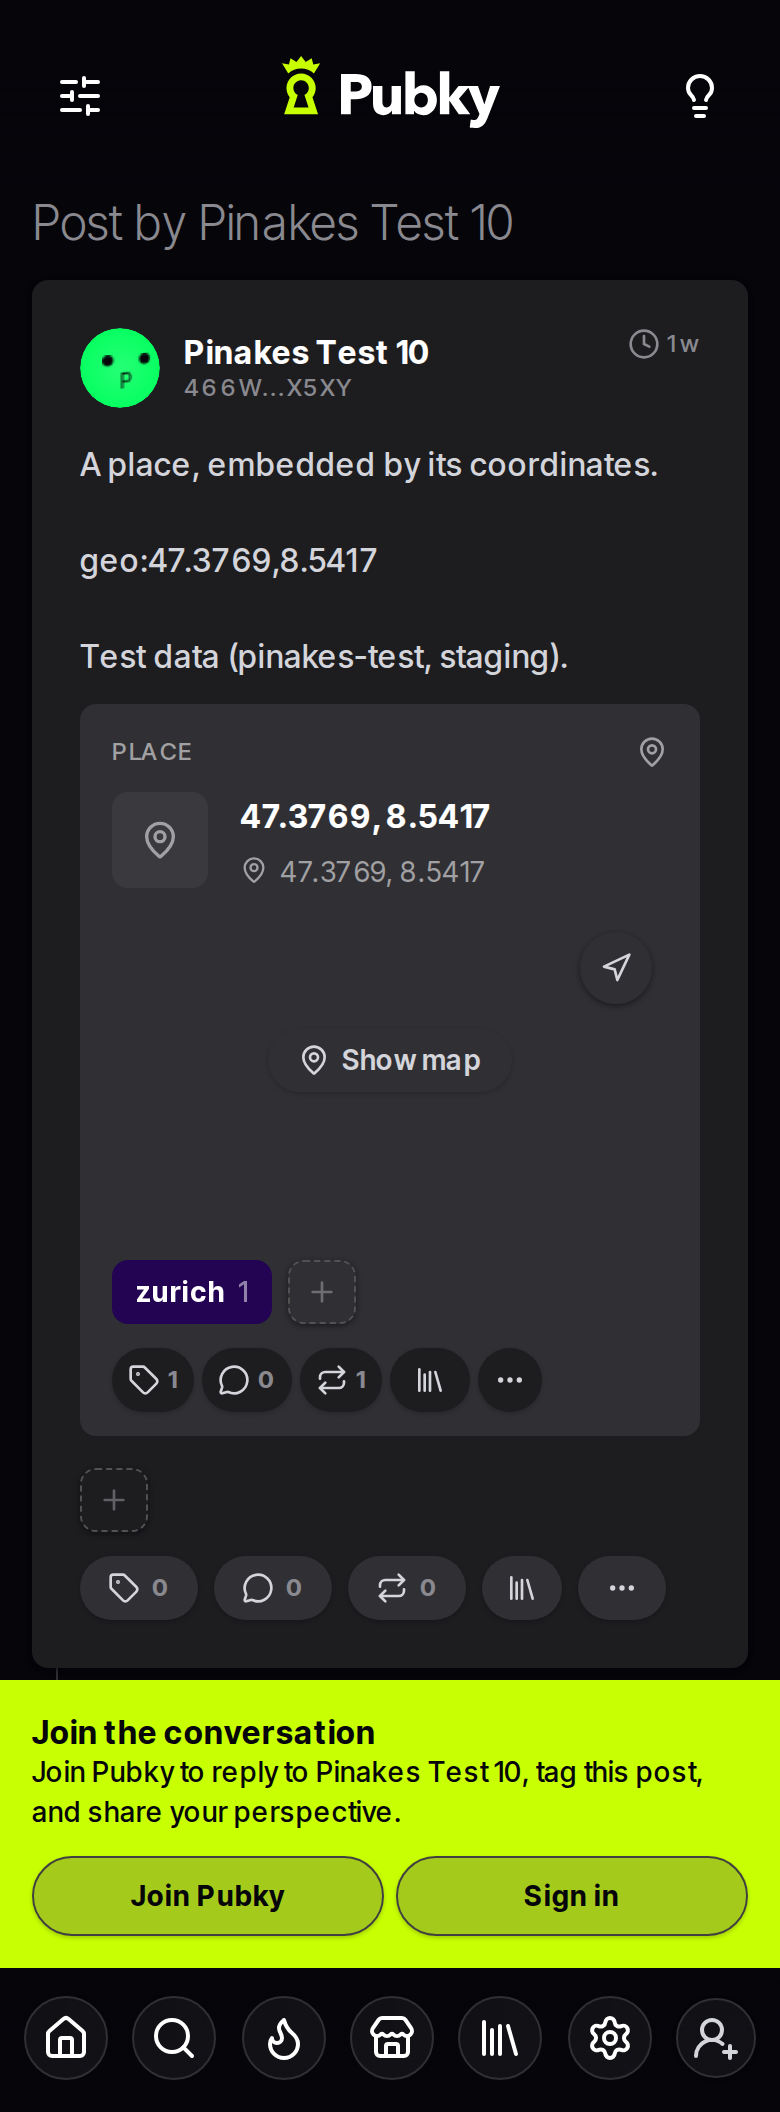 Pubky
Post by Pinakes Test 10
Pinakes Test 10
466W...X5XY
1w
A place, embedded by its coordinates.
geo:47.3769,8.5417
Test data (pinakes-test, staging).
PLACE
47.3769, 8.5417
47.3769, 8.5417
Show map
zurich 1
1 0 1
0 0 0
Join the conversation
Join Pubky to reply to Pinakes Test 10, tag this post,
and share your perspective.
Join Pubky Sign in